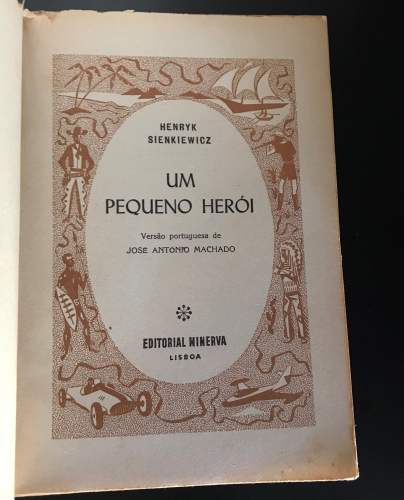 HENRYK
SIENKIEWICZ
UM
PEQUENO HERÓI
Versão portuguesa de
JOSÉ ANTONIO MACHADO
EDITORIAL MINERVA
LISBOA